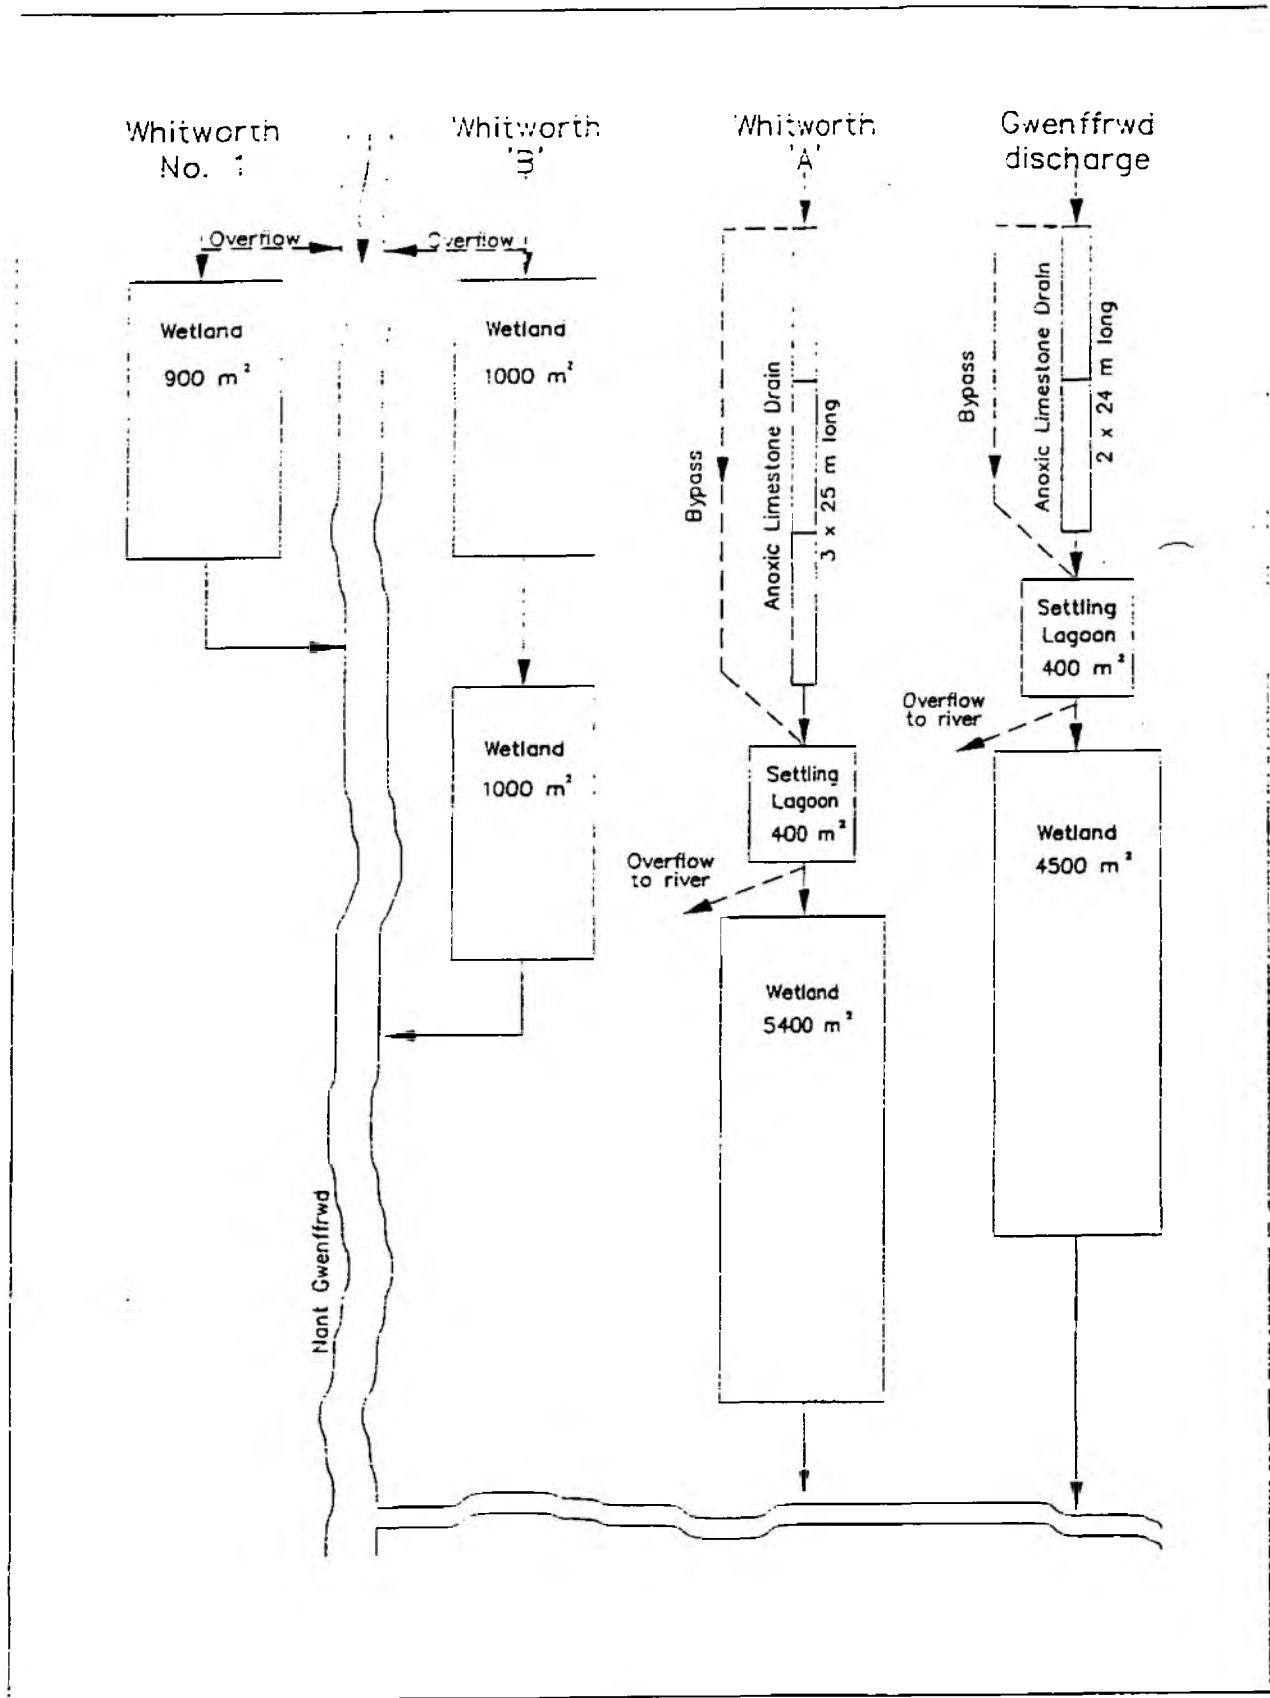 Whitworth
No. 1
Whitworth
'B'
Whitworth
'A'
Gwenffrwd
discharge
Overflow
Overflow
Wetland
900 m²
Wetland
1000 m²
Wetland
1000 m²
Nant Gwenffrwd
Bypass
Anoxic Limestone Drain
3 x 25 m long
Settling
Lagoon
400 m²
Overflow
to river
Wetland
5400 m²
Bypass
Anoxic Limestone Drain
2 x 24 m long
Settling
Lagoon
400 m²
Overflow
to river
Wetland
4500 m²